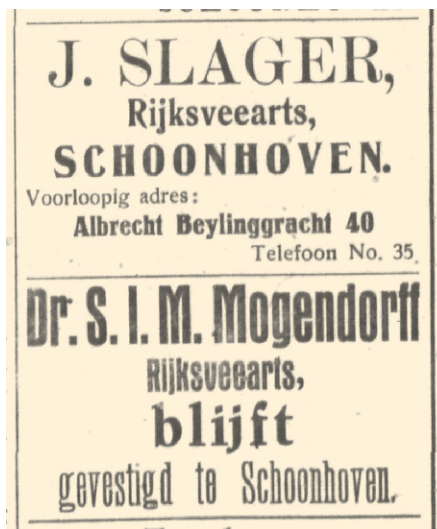 J. SLAGER,
Rijksveearts,
SCHOONHOVEN.
Voorloopig adres:
Albrecht Beylinggracht 40
Telefoon No. 35
Dr. S. I. M. Mogendorff
Rijksveearts,
blijft
gevestigd te Schoonhoven.